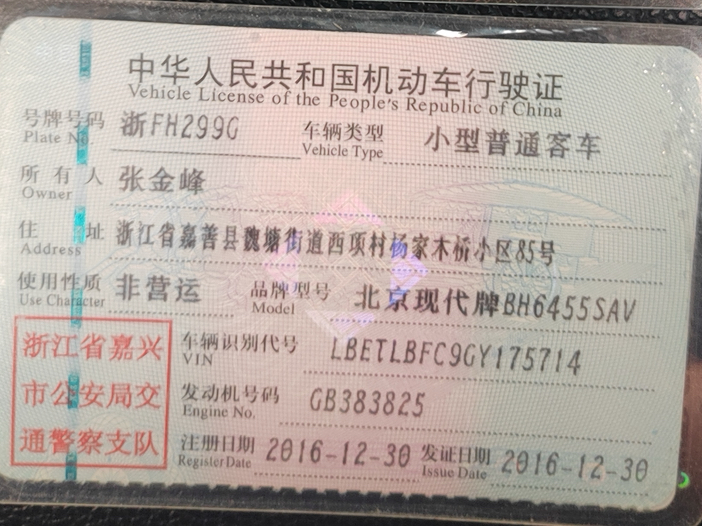 中华人民共和国机动车行驶证
Vehicle License of the People's Republic of China
号牌号码 浙FH299G 车辆类型 小型普通客车
Plate No. Vehicle Type
所有人 张金峰
Owner
住址 浙江省嘉善县魏塘街道西项村杨家木桥小区85号
Address
使用性质 非营运 品牌型号 北京现代牌BH6455SAV
Use Character Model
浙江省嘉兴 车辆识别代号 LBETLBFC9GY175714
VIN
市公安局交 发动机号码 GB383825
Engine No.
通警察支队 注册日期 2016-12-30 发证日期 2016-12-30
Register Date Issue Date